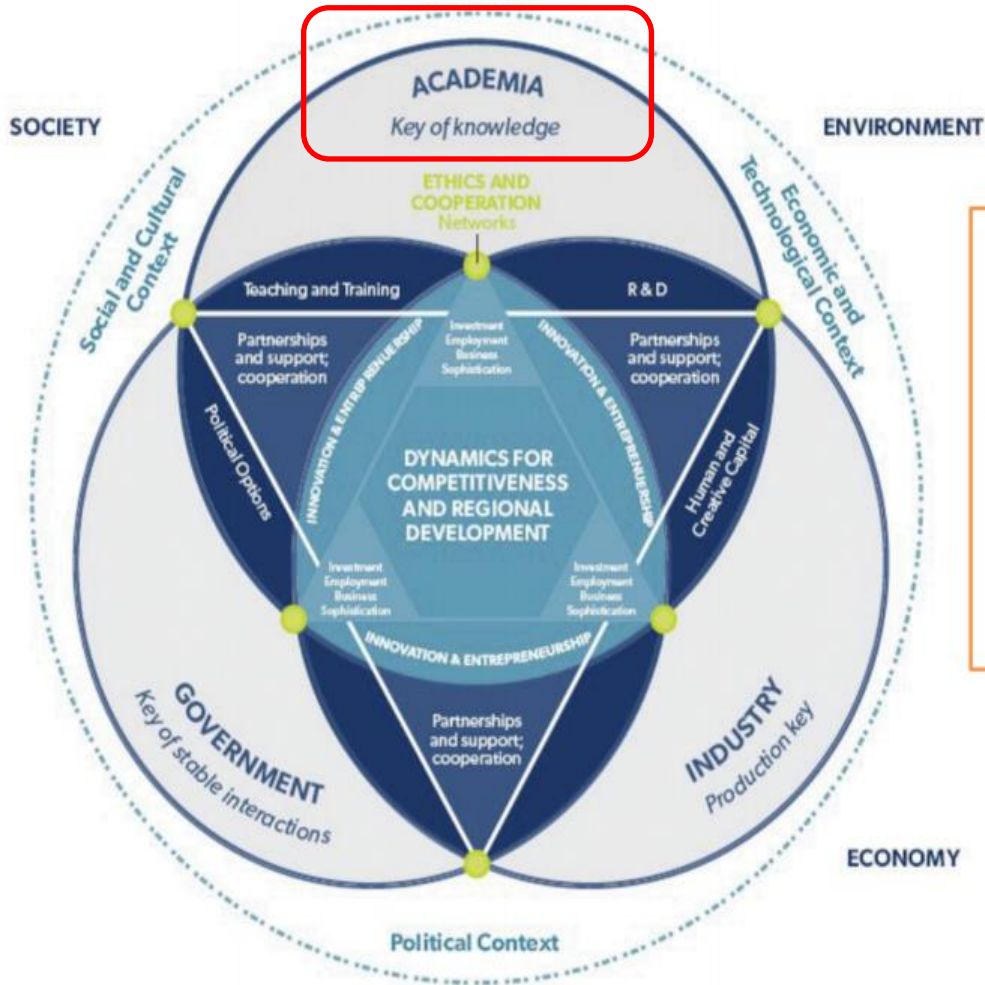 ACADEMIA
Key of knowledge
SOCIETY
ENVIRONMENT
ETHICS AND
COOPERATION
Networks
Social and Cultural
Context
Economic and
Technological Context
Teaching and Training
R & D
Partnerships
and support;
cooperation
Investment
Employment
Business
Sophistication
Partnerships
and support;
cooperation
INNOVATION & ENTREPRENUERSHIP
INNOVATION & ENTREPRENUERSHIP
Political Options
Human and
Creative Capital
DYNAMICS FOR
COMPETITIVENESS
AND REGIONAL
DEVELOPMENT
Investment
Employment
Business
Sophistication
Investment
Employment
Business
Sophistication
INNOVATION & ENTREPRENEURSHIP
GOVERNMENT
Key of stable interactions
Partnerships
and support;
cooperation
INDUSTRY
Production key
ECONOMY
Political Context